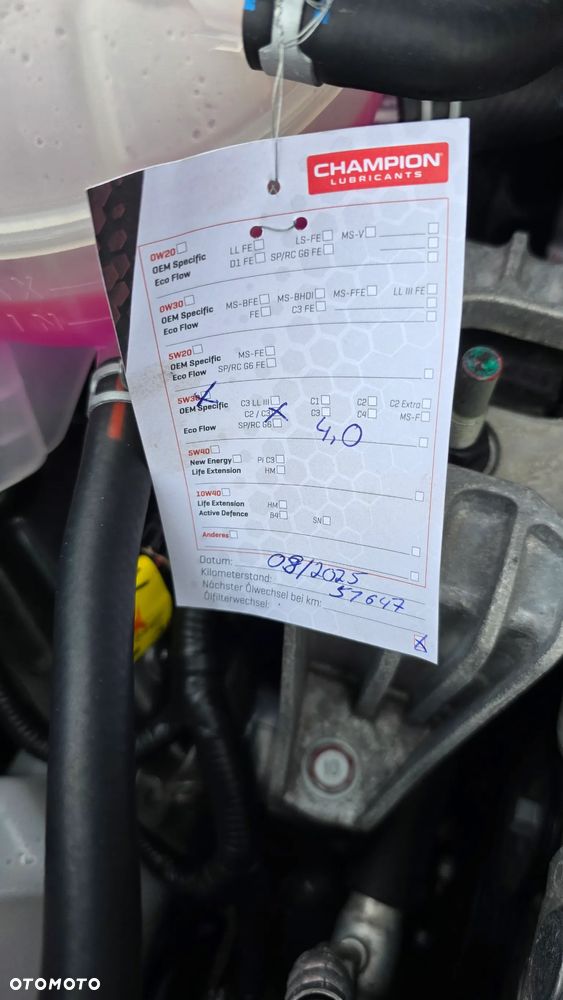 CHAMPION
LUBRICANTS
0W20
OEM Specific LL FE LS-FE MS-V
Eco Flow D1 FE SP/RC G6 FE
0W30
OEM Specific MS-BFE MS-BHDI MS-FFE LL III FE
Eco Flow FE C3 FE
5W20
OEM Specific MS-FE
Eco Flow SP/RC G6 FE
5W30
OEM Specific C3 LL III C1 C2 C2 Extra
C2 / C3 C3 C4 MS-F
Eco Flow SP/RC G6 4,0
5W40
New Energy Pi C3
Life Extension HM
10W40
Life Extension HM
Active Defence B4 SN
Anderes
Datum: 08/2025
Kilometerstand: 57647
Nächster Ölwechsel bei km:
Ölfilterwechsel: X
OTOMOTO